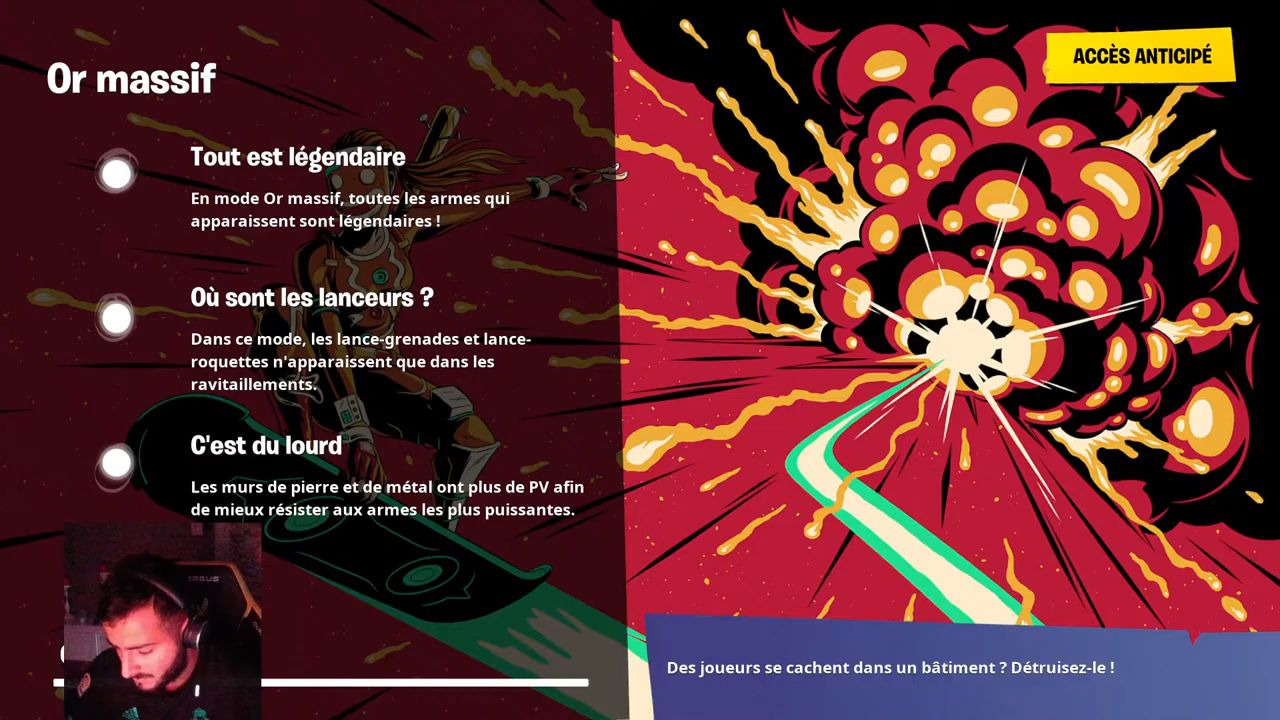 Or massif
ACCÈS ANTICIPÉ
Tout est légendaire
En mode Or massif, toutes les armes qui
apparaissent sont légendaires !
Où sont les lanceurs ?
Dans ce mode, les lance-grenades et lance-
roquettes n'apparaissent que dans les
ravitaillements.
C'est du lourd
Les murs de pierre et de métal ont plus de PV afin
de mieux résister aux armes les plus puissantes.
Des joueurs se cachent dans un bâtiment ? Détruisez-le !